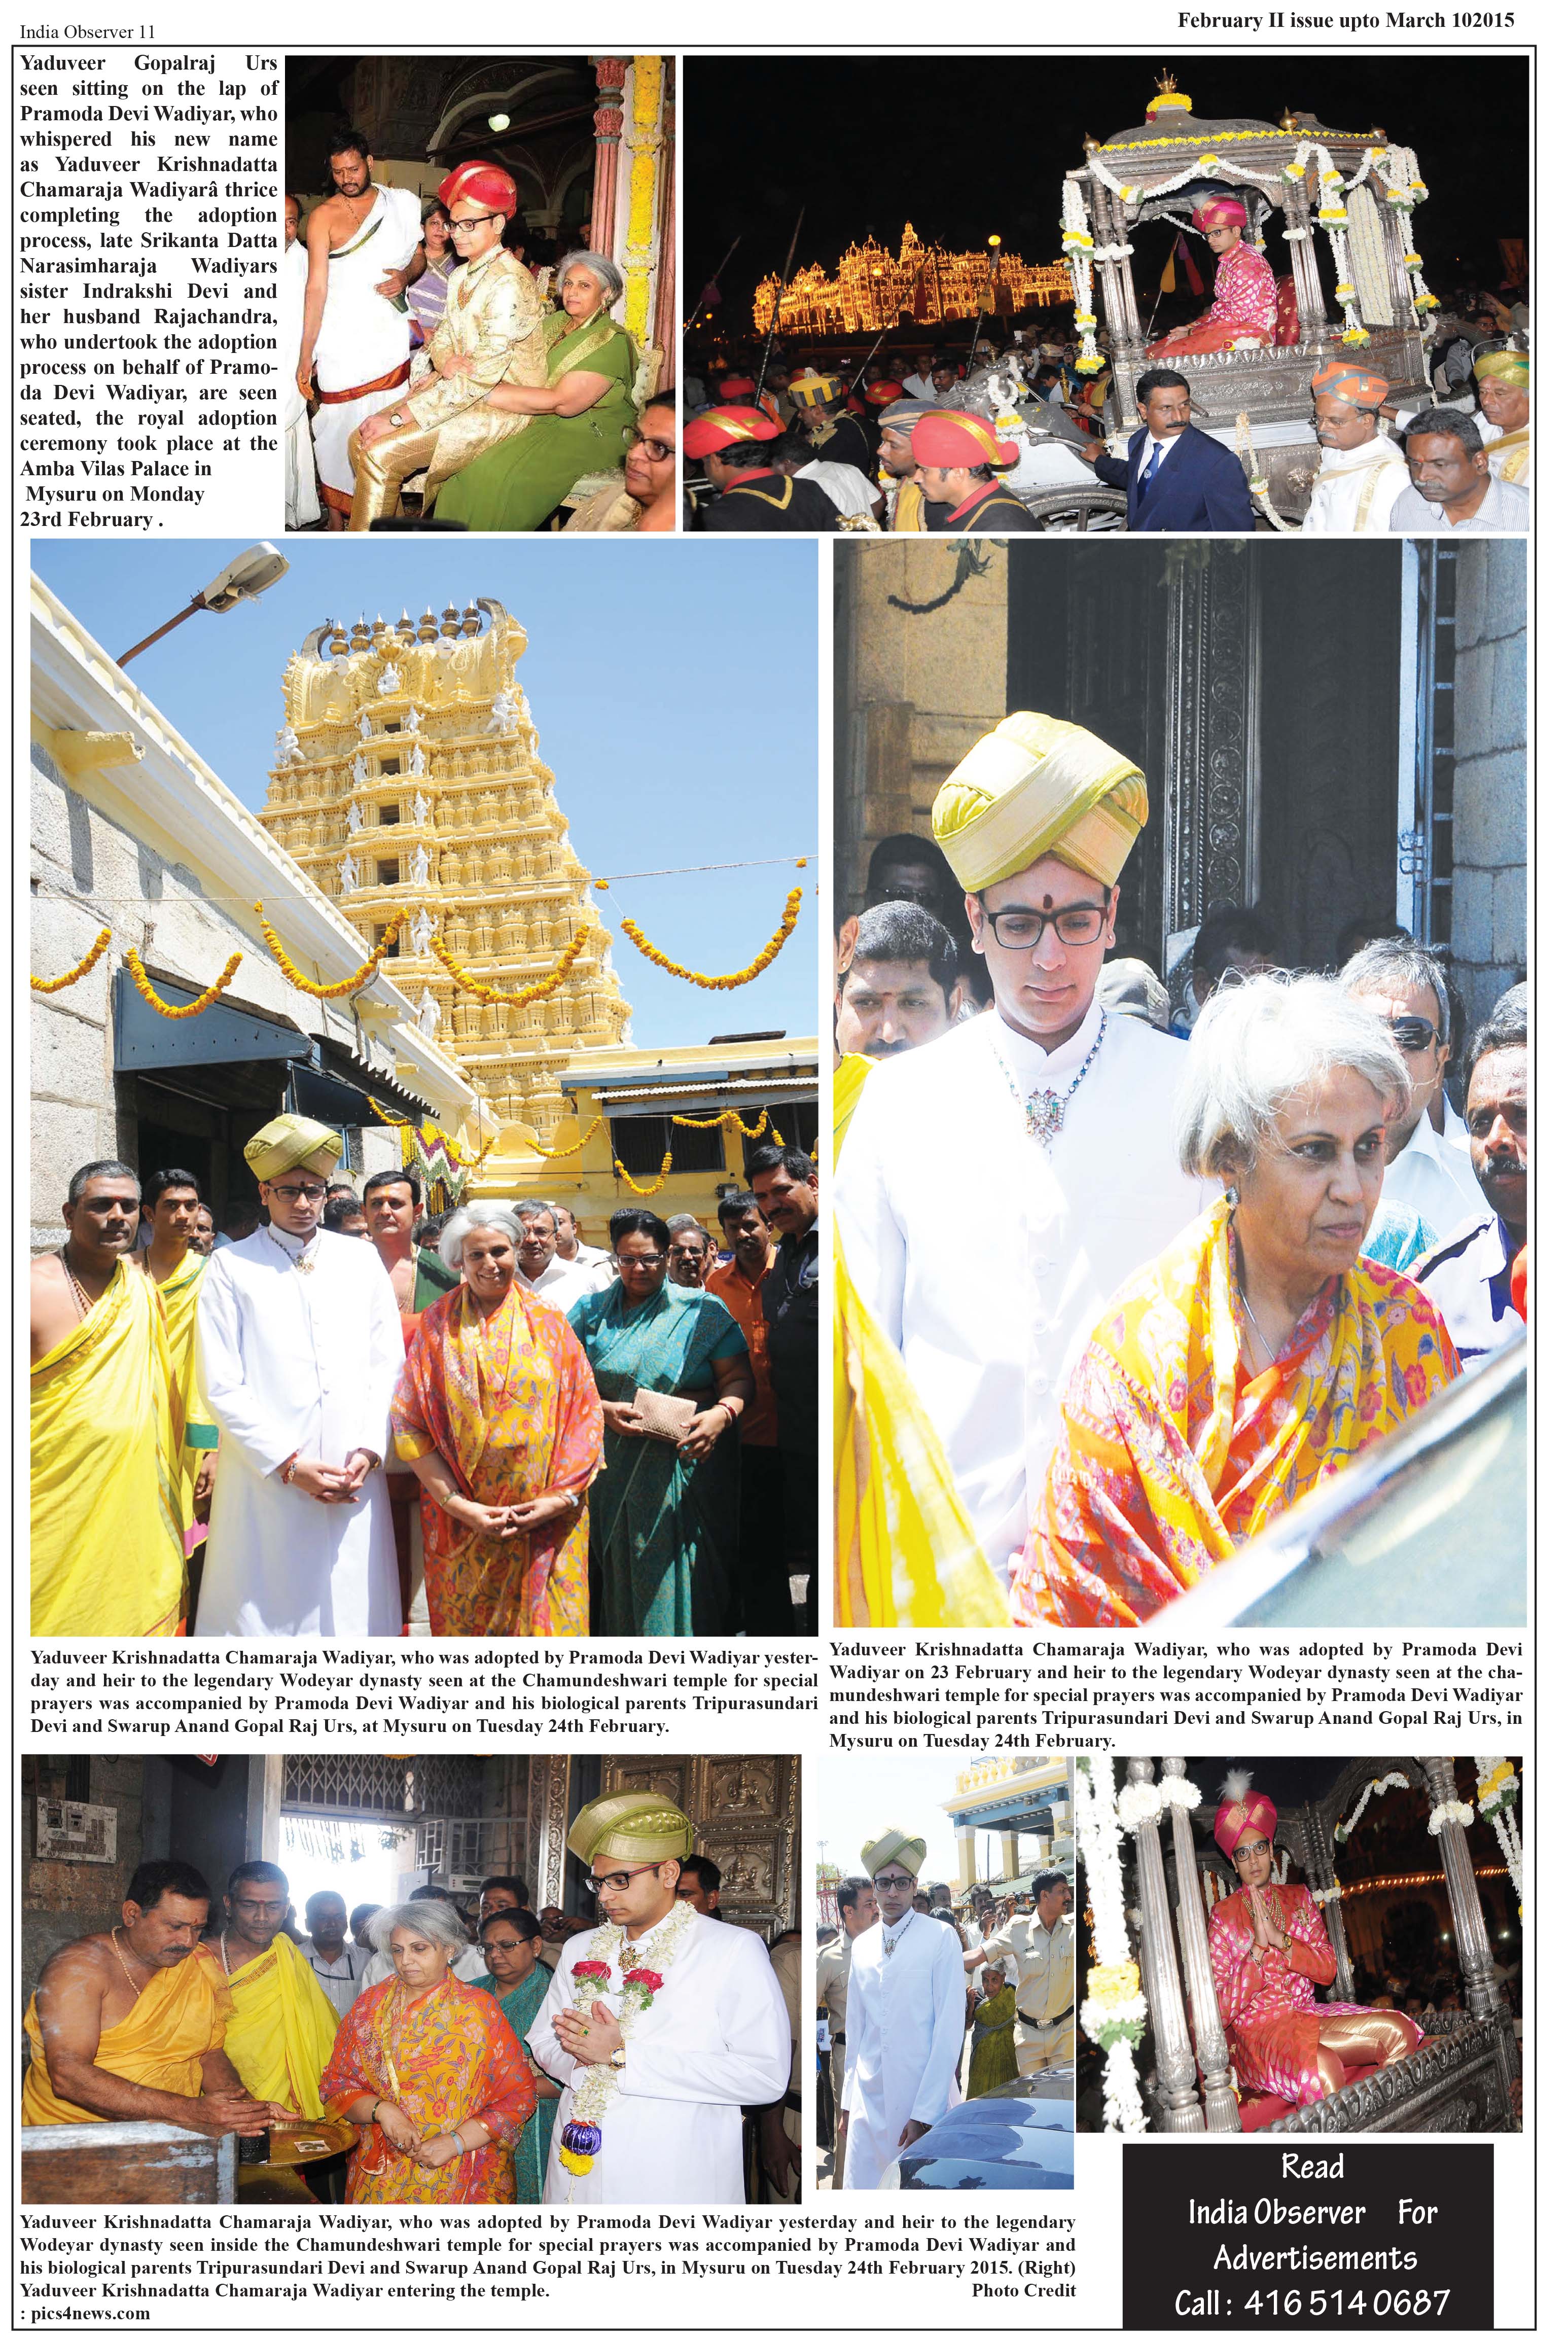 India Observer 11
February II issue upto March 102015
Yaduveer Gopalraj Urs
seen sitting on the lap of
Pramoda Devi Wadiyar, who
whispered his new name
as Yaduveer Krishnadatta
Chamaraja Wadiyarâ thrice
completing the adoption
process, late Srikanta Datta
Narasimharaja Wadiyars
sister Indrakshi Devi and
her husband Rajachandra,
who undertook the adoption
process on behalf of Pramo-
da Devi Wadiyar, are seen
seated, the royal adoption
ceremony took place at the
Amba Vilas Palace in
Mysuru on Monday
23rd February .
Yaduveer Krishnadatta Chamaraja Wadiyar, who was adopted by Pramoda Devi Wadiyar yester-
day and heir to the legendary Wodeyar dynasty seen at the Chamundeshwari temple for special
prayers was accompanied by Pramoda Devi Wadiyar and his biological parents Tripurasundari
Devi and Swarup Anand Gopal Raj Urs, at Mysuru on Tuesday 24th February.
Yaduveer Krishnadatta Chamaraja Wadiyar, who was adopted by Pramoda Devi
Wadiyar on 23 February and heir to the legendary Wodeyar dynasty seen at the cha-
mundeshwari temple for special prayers was accompanied by Pramoda Devi Wadiyar
and his biological parents Tripurasundari Devi and Swarup Anand Gopal Raj Urs, in
Mysuru on Tuesday 24th February.
Yaduveer Krishnadatta Chamaraja Wadiyar, who was adopted by Pramoda Devi Wadiyar yesterday and heir to the legendary
Wodeyar dynasty seen inside the Chamundeshwari temple for special prayers was accompanied by Pramoda Devi Wadiyar and
his biological parents Tripurasundari Devi and Swarup Anand Gopal Raj Urs, in Mysuru on Tuesday 24th February 2015. (Right)
Yaduveer Krishnadatta Chamaraja Wadiyar entering the temple. Photo Credit
: pics4news.com
Read
India Observer For
Advertisements
Call : 416 514 0687